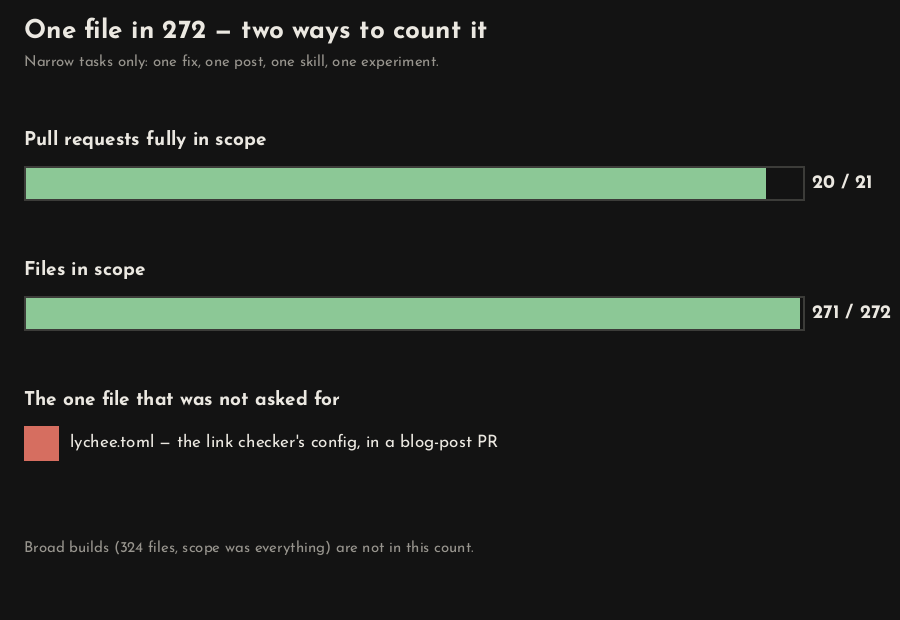 One file in 272 — two ways to count it
Narrow tasks only: one fix, one post, one skill, one experiment.
Pull requests fully in scope
20 / 21
Files in scope
271 / 272
The one file that was not asked for
lychee.toml — the link checker's config, in a blog-post PR
Broad builds (324 files, scope was everything) are not in this count.